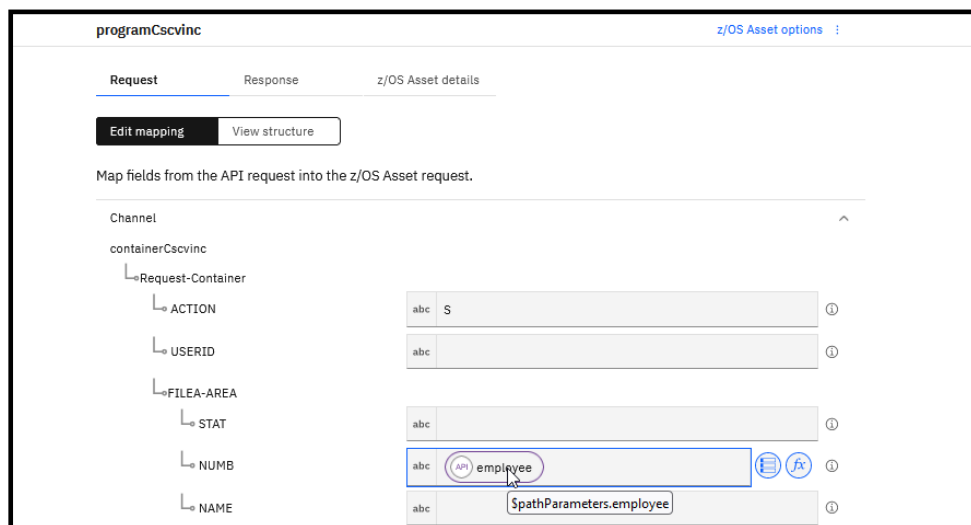 programCscvinc z/OS Asset options
Request Response z/OS Asset details
Edit mapping View structure
Map fields from the API request into the z/OS Asset request.
Channel
containerCscvinc
Request-Container
ACTION abc S
USERID abc
FILEA-AREA
STAT abc
NUMB abc API employee fx
$pathParameters.employee
NAME abc